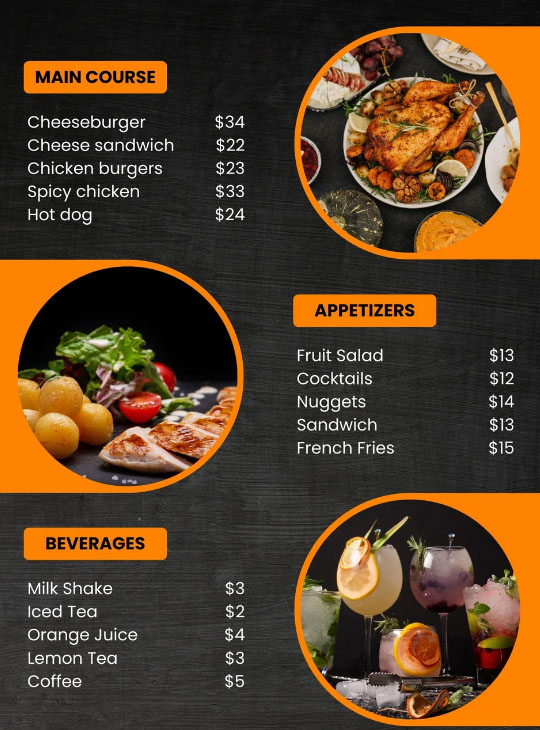 MAIN COURSE
Cheeseburger $34
Cheese sandwich $22
Chicken burgers $23
Spicy chicken $33
Hot dog $24
APPETIZERS
Fruit Salad $13
Cocktails $12
Nuggets $14
Sandwich $13
French Fries $15
BEVERAGES
Milk Shake $3
Iced Tea $2
Orange Juice $4
Lemon Tea $3
Coffee $5